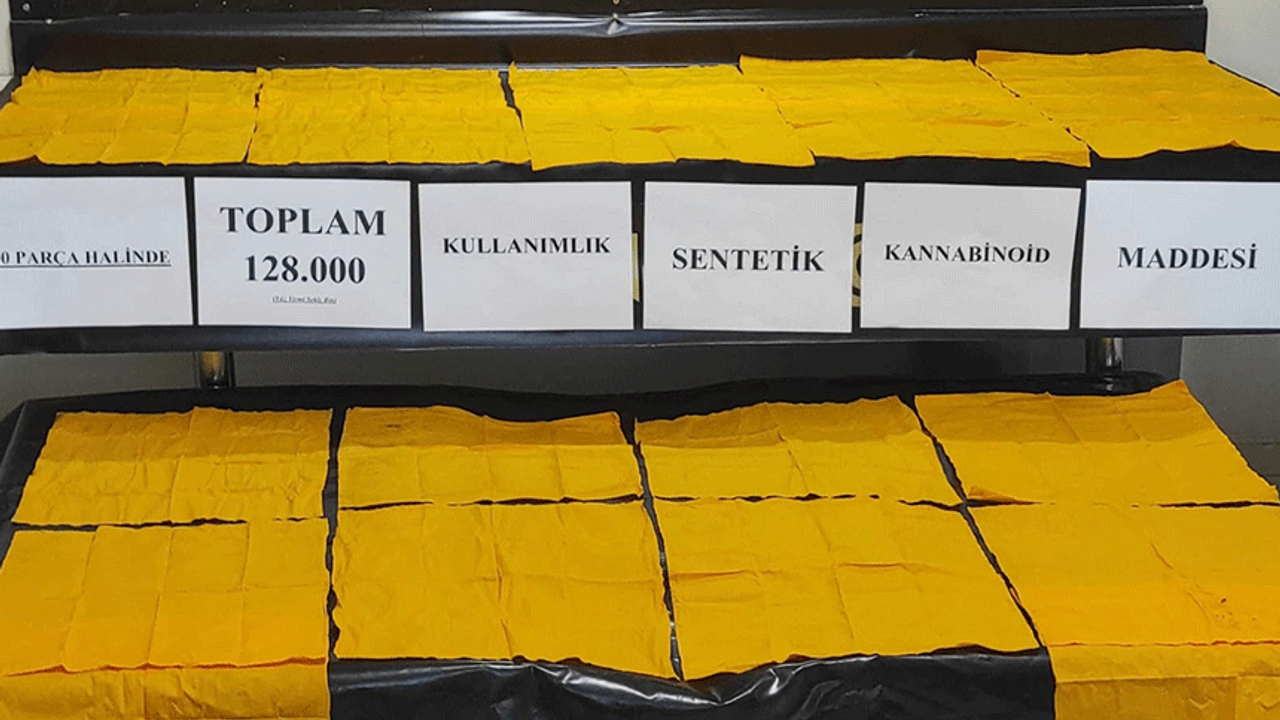 0 PARÇA HALİNDE
TOPLAM
128.000
KULLANIMLIK
SENTETİK
KANNABİNOİD
MADDESİ